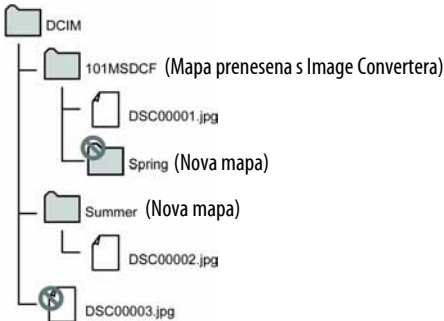 DCIM
101MSDCF (Mapa prenesena s Image Convertera)
DSC00001.jpg
Spring (Nova mapa)
Summer (Nova mapa)
DSC00002.jpg
DSC00003.jpg